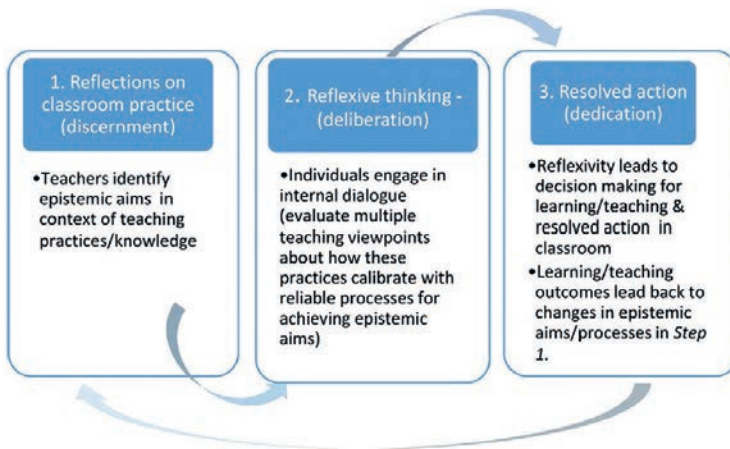 1. Reflections on
classroom practice
(discernment)
•Teachers identify
epistemic aims in
context of teaching
practices/knowledge
2. Reflexive thinking -
(deliberation)
•Individuals engage in
internal dialogue
(evaluate multiple
teaching viewpoints
about how these
practices calibrate with
reliable processes for
achieving epistemic
aims)
3. Resolved action
(dedication)
•Reflexivity leads to
decision making for
learning/teaching &
resolved action in
classroom
•Learning/teaching
outcomes lead back to
changes in epistemic
aims/processes in Step
1.